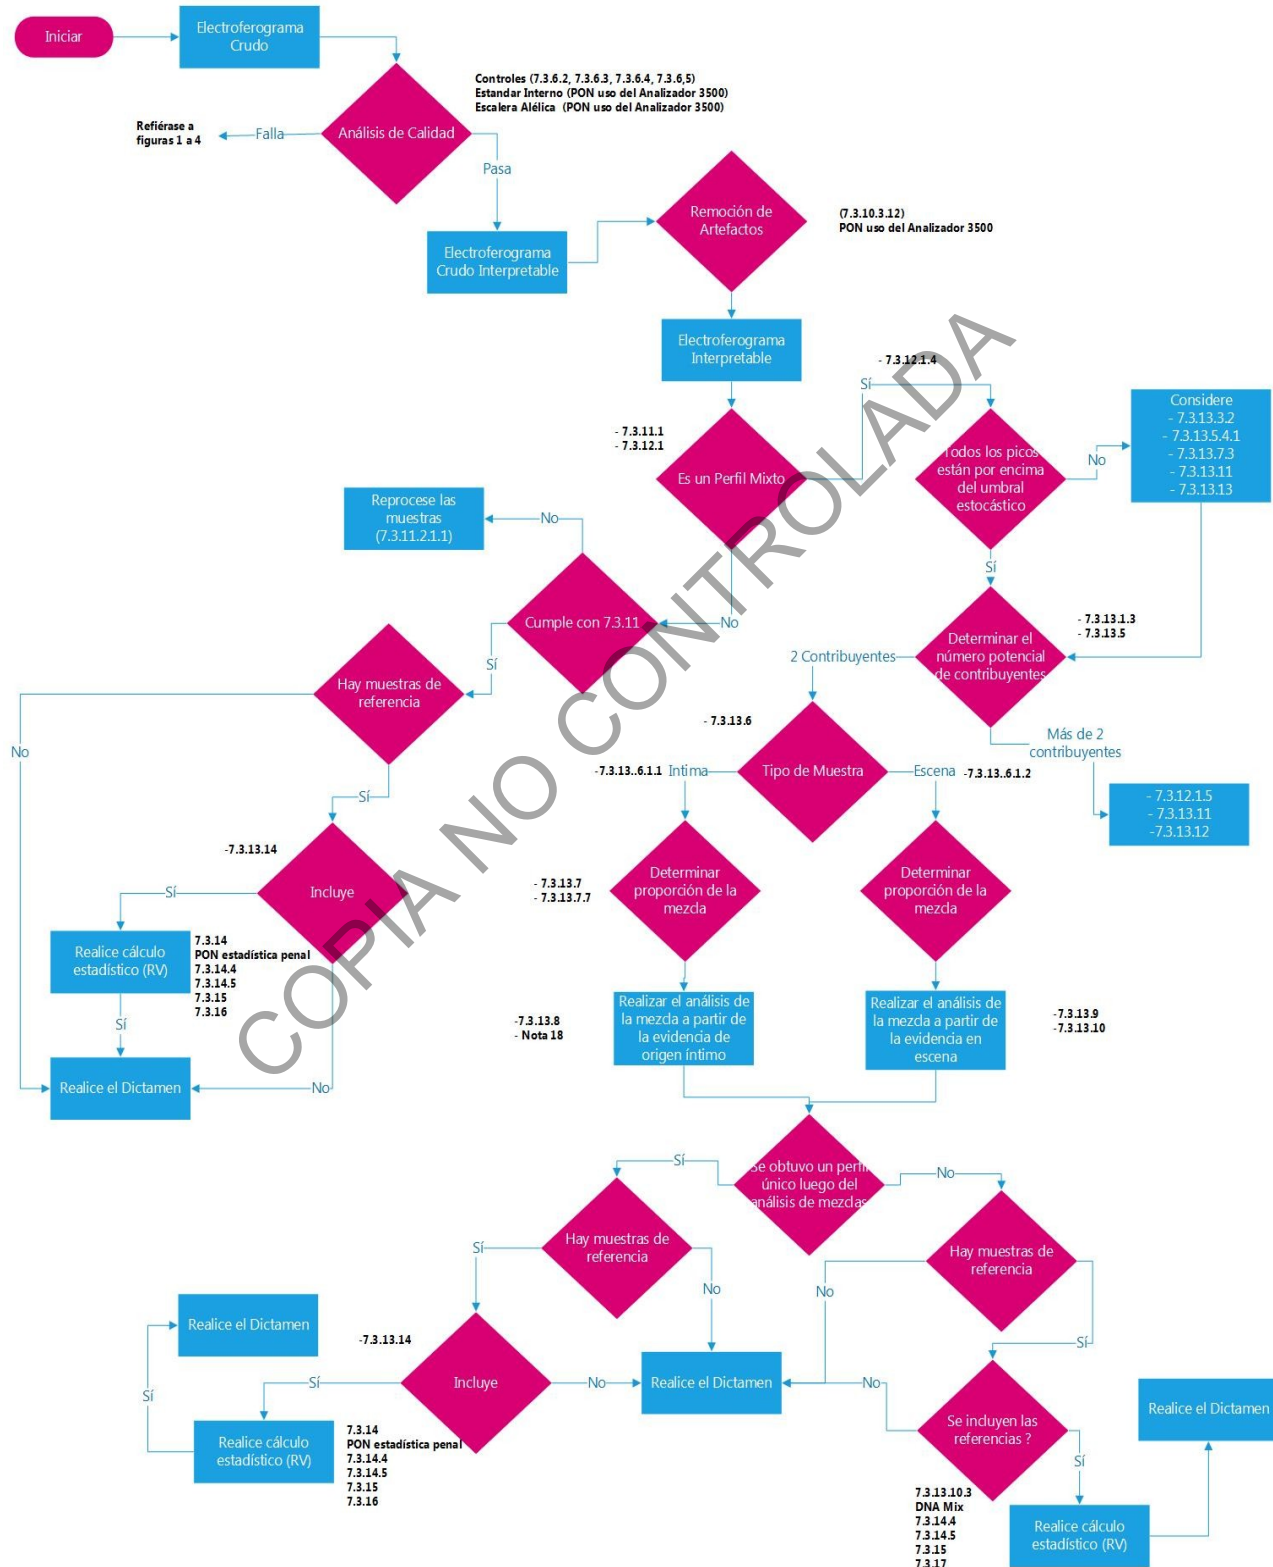 Iniciar
Electroferograma
Crudo
Controles (7.3.6.2, 7.3.6.3, 7.3.6.4, 7.3.6,5)
Estandar Interno (PON uso del Analizador 3500)
Escalera Alélica (PON uso del Analizador 3500)
Refiérase a
figuras 1 a 4
Falla
Análisis de Calidad
Pasa
Remoción de
Artefactos
(7.3.10.3.12)
PON uso del Analizador 3500
Electroferograma
Crudo Interpretable
Electroferograma
Interpretable
- 7.3.12.1.4
Sí
- 7.3.11.1
- 7.3.12.1
Es un Perfil Mixto
Todos los picos
están por encima
del umbral
estocástico
No
Considere
- 7.3.13.3.2
- 7.3.13.5.4.1
- 7.3.13.7.3
- 7.3.13.11
- 7.3.13.13
Reprocese las
muestras
(7.3.11.2.1.1)
No
Sí
Cumple con 7.3.11
No
- 7.3.13.1.3
- 7.3.13.5
Determinar el
número potencial
de contribuyentes
2 Contribuyentes
Sí
Hay muestras de
referencia
No
- 7.3.13.6
Más de 2
contribuyentes
-7.3.13..6.1.1
Intima
Tipo de Muestra
Escena
-7.3.13..6.1.2
- 7.3.12.1.5
- 7.3.13.11
-7.3.13.12
Sí
-7.3.13.14
Incluye
Sí
- 7.3.13.7
- 7.3.13.7.7
Determinar
proporción de la
mezcla
Determinar
proporción de la
mezcla
Realice cálculo
estadístico (RV)
7.3.14
PON estadística penal
7.3.14.4
7.3.14.5
7.3.15
7.3.16
Sí
Realice el Dictamen
No
-7.3.13.8
- Nota 18
Realizar el análisis de
la mezcla a partir de
la evidencia de
origen íntimo
Realizar el análisis de
la mezcla a partir de
la evidencia en
escena
-7.3.13.9
-7.3.13.10
COPIA NO CONTROLADA
Sí
Se obtuvo un perfil
único luego del
análisis de mezclas
No
Hay muestras de
referencia
Sí
No
Hay muestras de
referencia
No
Sí
Realice el Dictamen
-7.3.13.14
Sí
Incluye
No
Realice el Dictamen
No
Se incluyen las
referencias ?
Sí
Realice el Dictamen
Sí
Realice cálculo
estadístico (RV)
7.3.14
PON estadística penal
7.3.14.4
7.3.14.5
7.3.15
7.3.16
7.3.13.10.3
DNA Mix
7.3.14.4
7.3.14.5
7.3.15
7.3.17
Realice cálculo
estadístico (RV)